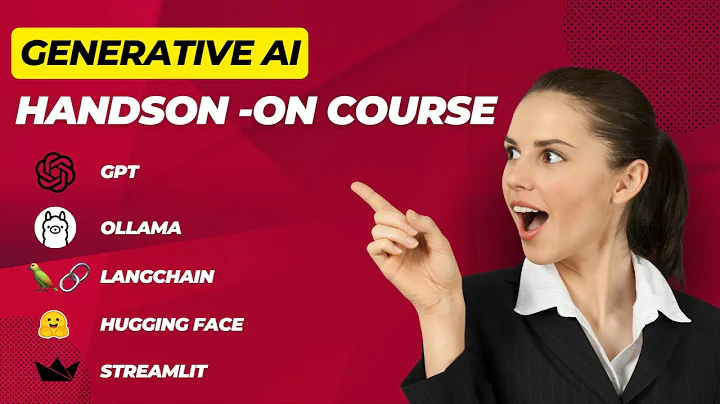 GENERATIVE AI
HANDSON -ON COURSE
GPT
OLLAMA
LANGCHAIN
HUGGING FACE
STREAMLIT